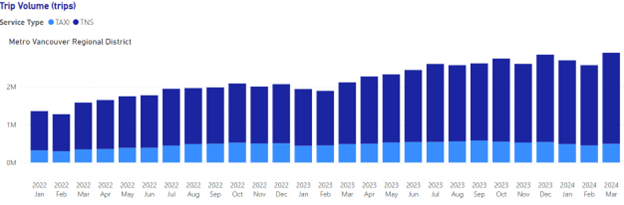 Trip Volume (trips)
Service Type TAXI TNS
Metro Vancouver Regional District
2M
1M
0M
2022 2022 2022 2022 2022 2022 2022 2022 2022 2022 2022 2022 2023 2023 2023 2023 2023 2023 2023 2023 2023 2023 2023 2023 2024 2024 2024
Jan Feb Mar Apr May Jun Jul Aug Sep Oct Nov Dec Jan Feb Mar Apr May Jun Jul Aug Sep Oct Nov Dec Jan Feb Mar